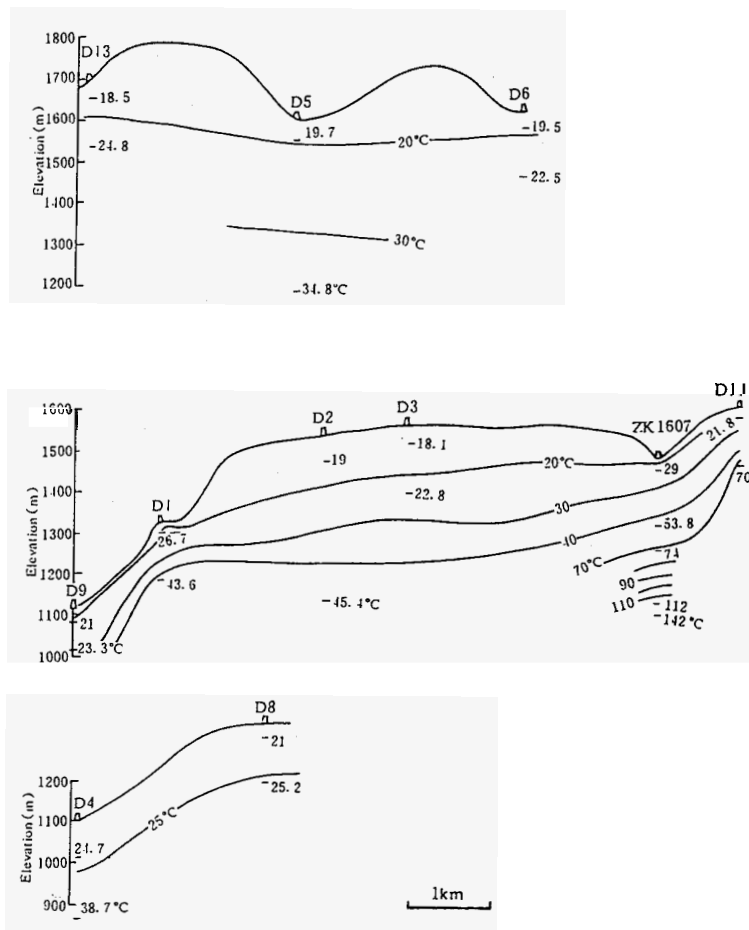 1800
D13
1700
-18.5
D5
D6
1600
-19.7
-19.5
-24.8
20°C
1500
-22.5
1400
1300
30°C
1200
-34.8°C
Elevation(m)
D11
1600
D2
D3
ZK1607
21.8
-18.1
1500
-19
20°C
-29
70
1400
-22.8
D1
30
1300
26.7
40
-53.8
70°C
-74
1200
-43.6
90
D9
-45.4°C
110
-112
1100
21
-142°C
23.3°C
1000
Elevation (m)
D8
-21
1200
D4
-25.2
1100
25°C
24.7
1000
1km
900
38.7°C
Elevation(m)